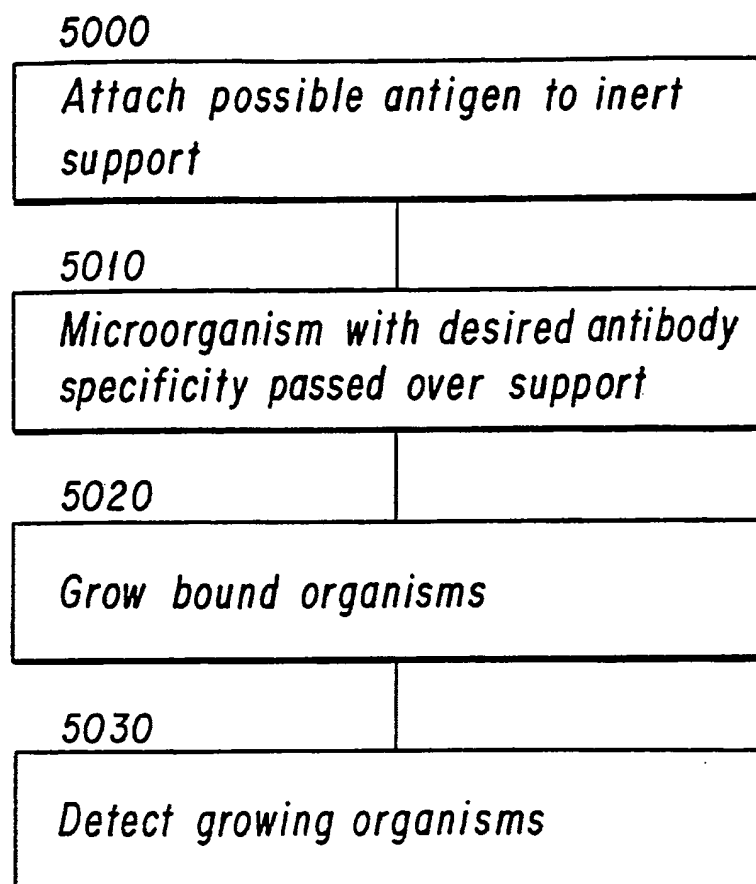 5000
Attach possible antigen to inert
support
5010
Microorganism with desired antibody
specificity passed over support
5020
Grow bound organisms
5030
Detect growing organisms